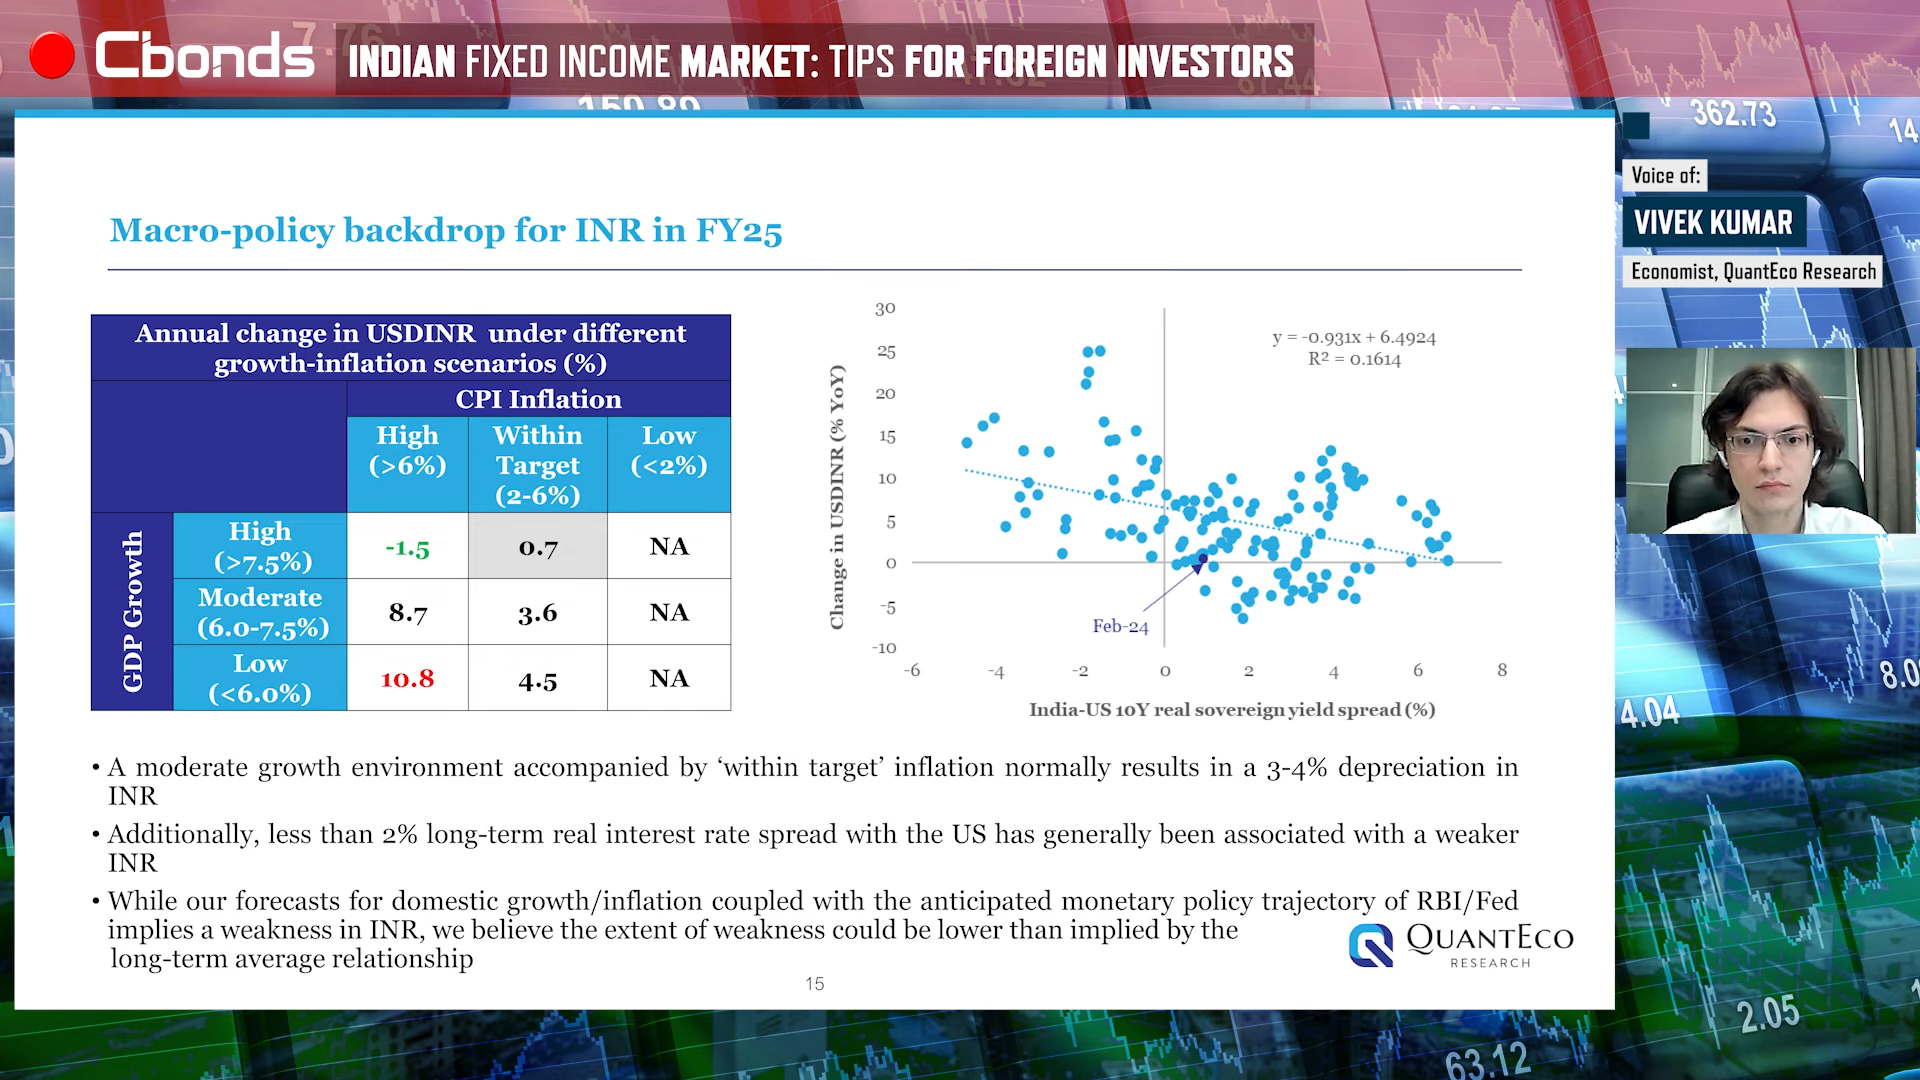 Cbonds
INDIAN FIXED INCOME MARKET: TIPS FOR FOREIGN INVESTORS
362.73
14
Voice of:
VIVEK KUMAR
Economist, QuantEco Research
Macro-policy backdrop for INR in FY25
Annual change in USDINR under different
growth-inflation scenarios (%)
CPI Inflation
High
(>6%)
Within
Target
(2-6%)
Low
(<2%)
GDP Growth
High
(>7.5%)
-1.5
0.7
NA
Moderate
(6.0-7.5%)
8.7
3.6
NA
Low
(<6.0%)
10.8
4.5
NA
Change in USDINR (% YoY)
30
25
20
15
10
5
0
-5
-10
y = -0.931x + 6.4924
R² = 0.1614
Feb-24
-6
-4
-2
0
2
4
6
8
India-US 10Y real sovereign yield spread (%)
• A moderate growth environment accompanied by ‘within target’ inflation normally results in a 3-4% depreciation in
INR
• Additionally, less than 2% long-term real interest rate spread with the US has generally been associated with a weaker
INR
• While our forecasts for domestic growth/inflation coupled with the anticipated monetary policy trajectory of RBI/Fed
implies a weakness in INR, we believe the extent of weakness could be lower than implied by the
long-term average relationship
QUANTECO
RESEARCH
15
4.04
2.05
63.12